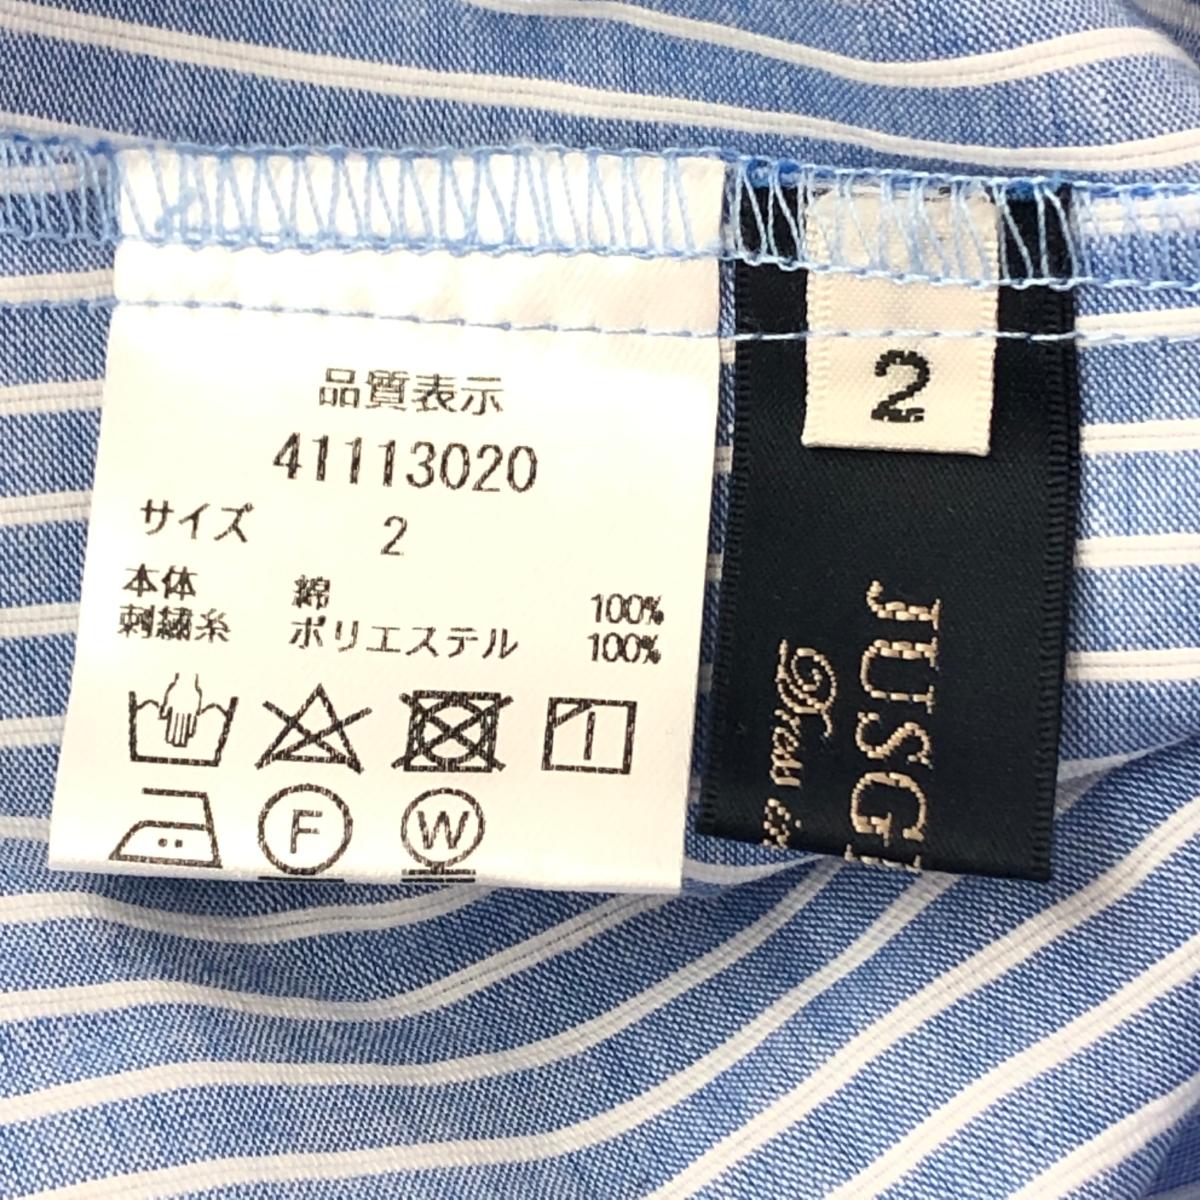 品質表示
41113020
サイズ 2
本体 綿 100%
刺繍糸 ポリエステル 100%
F W
2
JUSGL